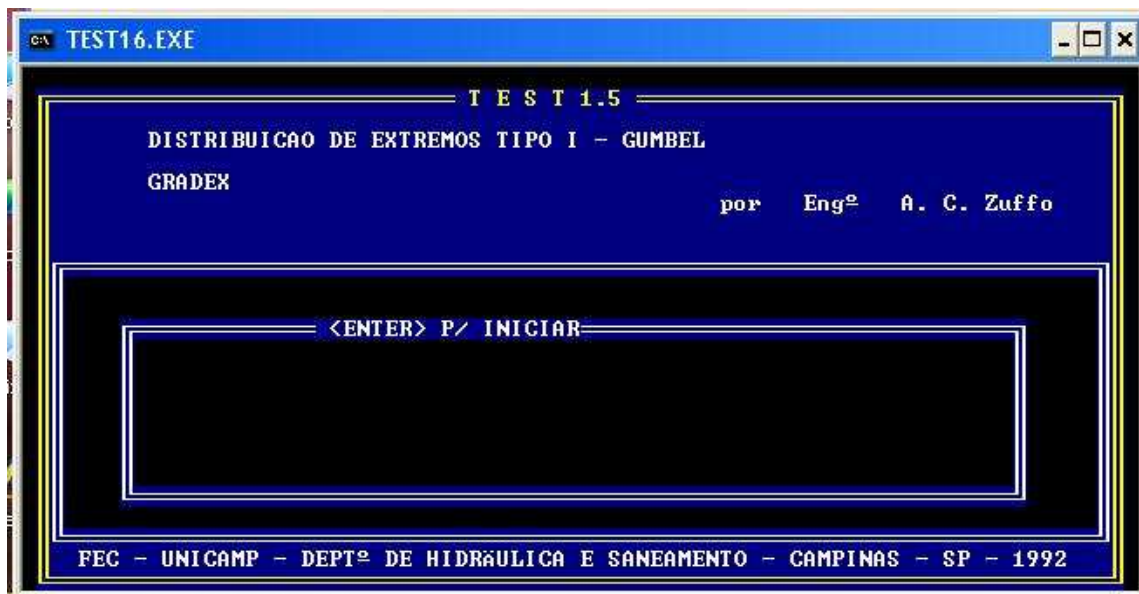 TEST16.EXE
T E S T 1.5
DISTRIBUICAO DE EXTREMOS TIPO I - GUMBEL
GRADEX
por Engº A. C. Zuffo
<ENTER> P/ INICIAR
FEC - UNICAMP - DEPTº DE HIDRäULICA E SANEAMENTO - CAMPINAS - SP - 1992